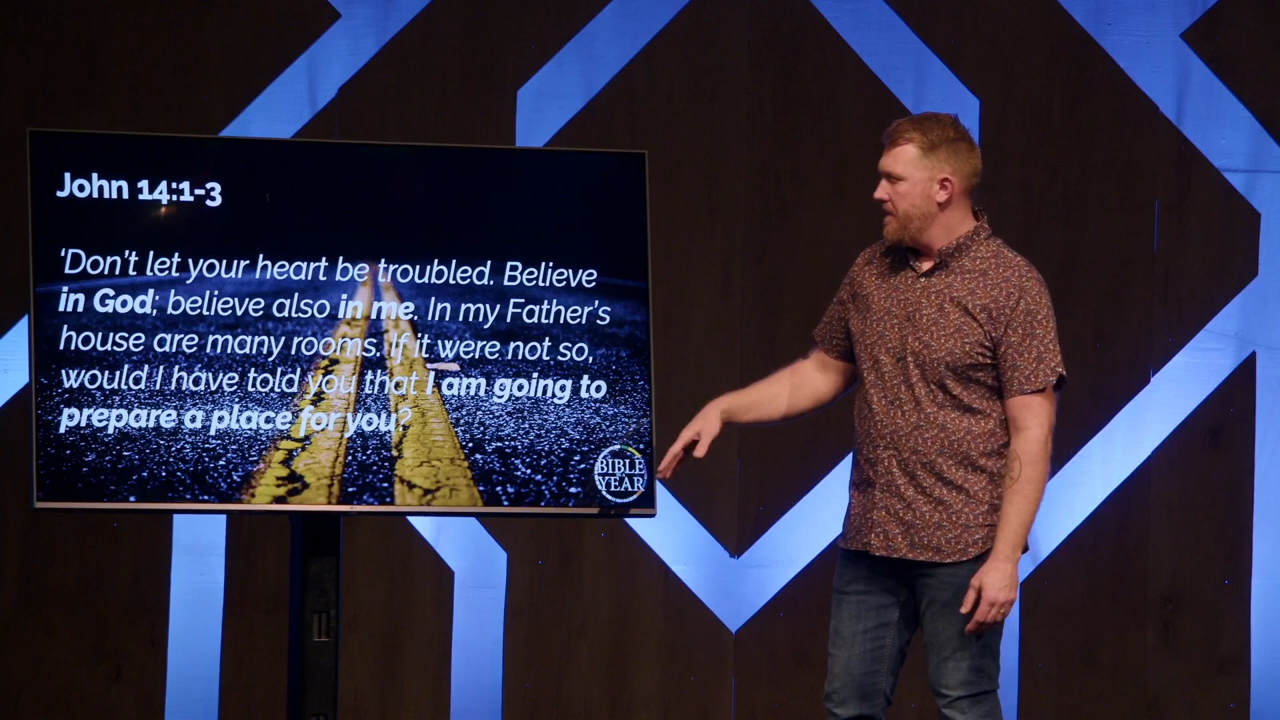 John 14:1-3
‘Don’t let your heart be troubled. Believe
in God; believe also in me. In my Father’s
house are many rooms. If it were not so,
would I have told you that I am going to
prepare a place for you?
BIBLE
YEAR